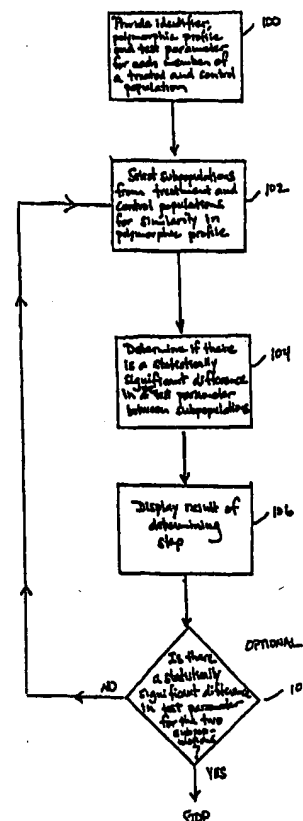 Provide identifier,
polymorphic profile
and test parameter
for each member of
a treated and control
population
100
Select subpopulations
from treatment and
control populations
for similarity in
polymorphic profile
102
Determine if there
is a statistically
significant difference
in a test parameter
between subpopulations
104
Display result of
determining
step
106
OPTIONAL
Is there
a statistically
significant difference
in test parameter
for the two
10
NO
YES
STOP